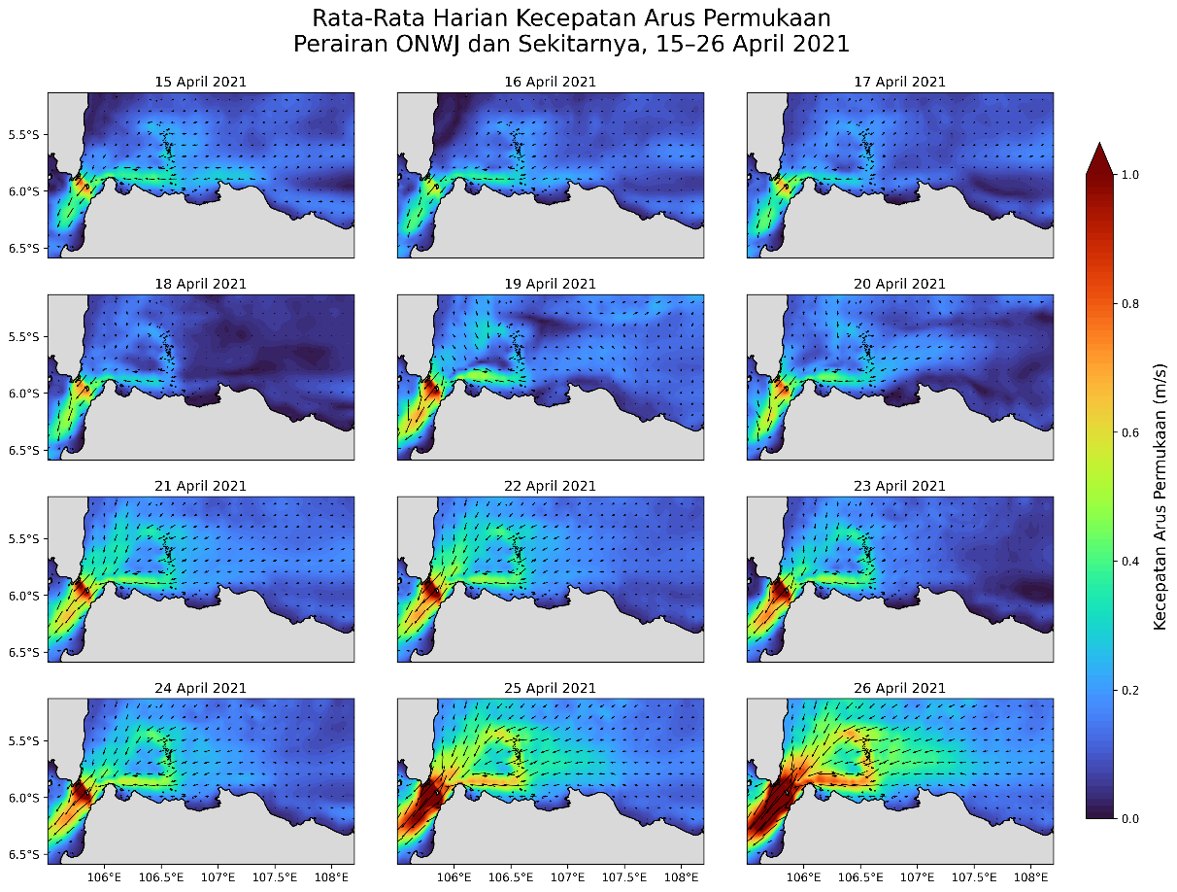 Rata-Rata Harian Kecepatan Arus Permukaan
Perairan ONWJ dan Sekitarnya, 15–26 April 2021
15 April 2021
16 April 2021
17 April 2021
5.5°S
6.0°S
6.5°S
18 April 2021
19 April 2021
20 April 2021
5.5°S
6.0°S
6.5°S
21 April 2021
22 April 2021
23 April 2021
5.5°S
6.0°S
6.5°S
24 April 2021
25 April 2021
26 April 2021
5.5°S
6.0°S
6.5°S
106°E 106.5°E 107°E 107.5°E 108°E
106°E 106.5°E 107°E 107.5°E 108°E
106°E 106.5°E 107°E 107.5°E 108°E
1.0
0.8
0.6
0.4
0.2
0.0
Kecepatan Arus Permukaan (m/s)